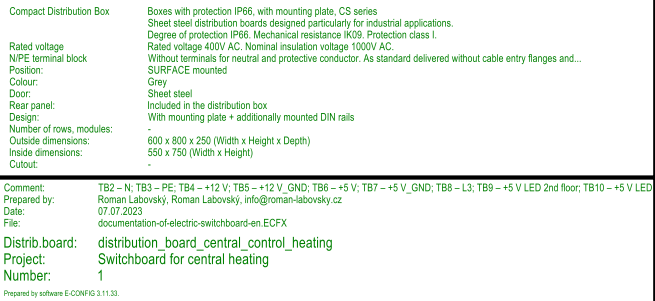 Compact Distribution Box Boxes with protection IP66, with mounting plate, CS series
Sheet steel distribution boards designed particularly for industrial applications.
Degree of protection IP66. Mechanical resistance IK09. Protection class I.
Rated voltage Rated voltage 400V AC. Nominal insulation voltage 1000V AC.
N/PE terminal block Without terminals for neutral and protective conductor. As standard delivered without cable entry flanges and...
Position: SURFACE mounted
Colour: Grey
Door: Sheet steel
Rear panel: Included in the distribution box
Design: With mounting plate + additionally mounted DIN rails
Number of rows, modules: -
Outside dimensions: 600 x 800 x 250 (Width x Height x Depth)
Inside dimensions: 550 x 750 (Width x Height)
Cutout: -
Comment: TB2 – N; TB3 – PE; TB4 – +12 V; TB5 – +12 V_GND; TB6 – +5 V; TB7 – +5 V_GND; TB8 – L3; TB9 – +5 V LED 2nd floor; TB10 – +5 V LED
Prepared by: Roman Labovský, Roman Labovský, info@roman-labovsky.cz
Date: 07.07.2023
File: documentation-of-electric-switchboard-en.ECFX
Distrib.board: distribution_board_central_control_heating
Project: Switchboard for central heating
Number: 1
Prepared by software E-CONFIG 3.11.33.